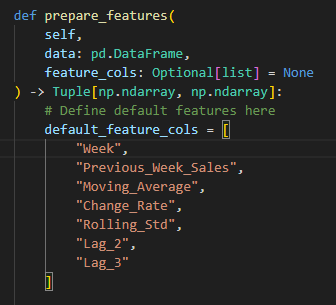 def prepare_features(
    self,
    data: pd.DataFrame,
    feature_cols: Optional[list] = None
) -> Tuple[np.ndarray, np.ndarray]:
    # Define default features here
    default_feature_cols = [
        "Week",
        "Previous_Week_Sales",
        "Moving_Average",
        "Change_Rate",
        "Rolling_Std",
        "Lag_2",
        "Lag_3"
    ]